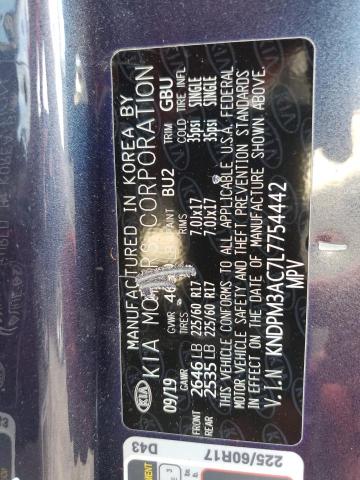 KIA
MANUFACTURED IN KOREA BY
KIA MOTORS CORPORATION
09/19 GVWR PAINT BU2 TRIM GBU
GAWR RIMS COLD TIRE INFL
FRONT 2646 LB 225/60 R17 7.0JX17 35psi SINGLE
REAR 2535 LB 225/60 R17 7.0JX17 35psi SINGLE
THIS VEHICLE CONFORMS TO ALL APPLICABLE U.S.A. FEDERAL
MOTOR VEHICLE SAFETY AND THEFT PREVENTION STANDARDS
IN EFFECT ON THE DATE OF MANUFACTURE SHOWN ABOVE.
V.I.N KNDPM3AC7L7754442
MPV
D43
225/60R17